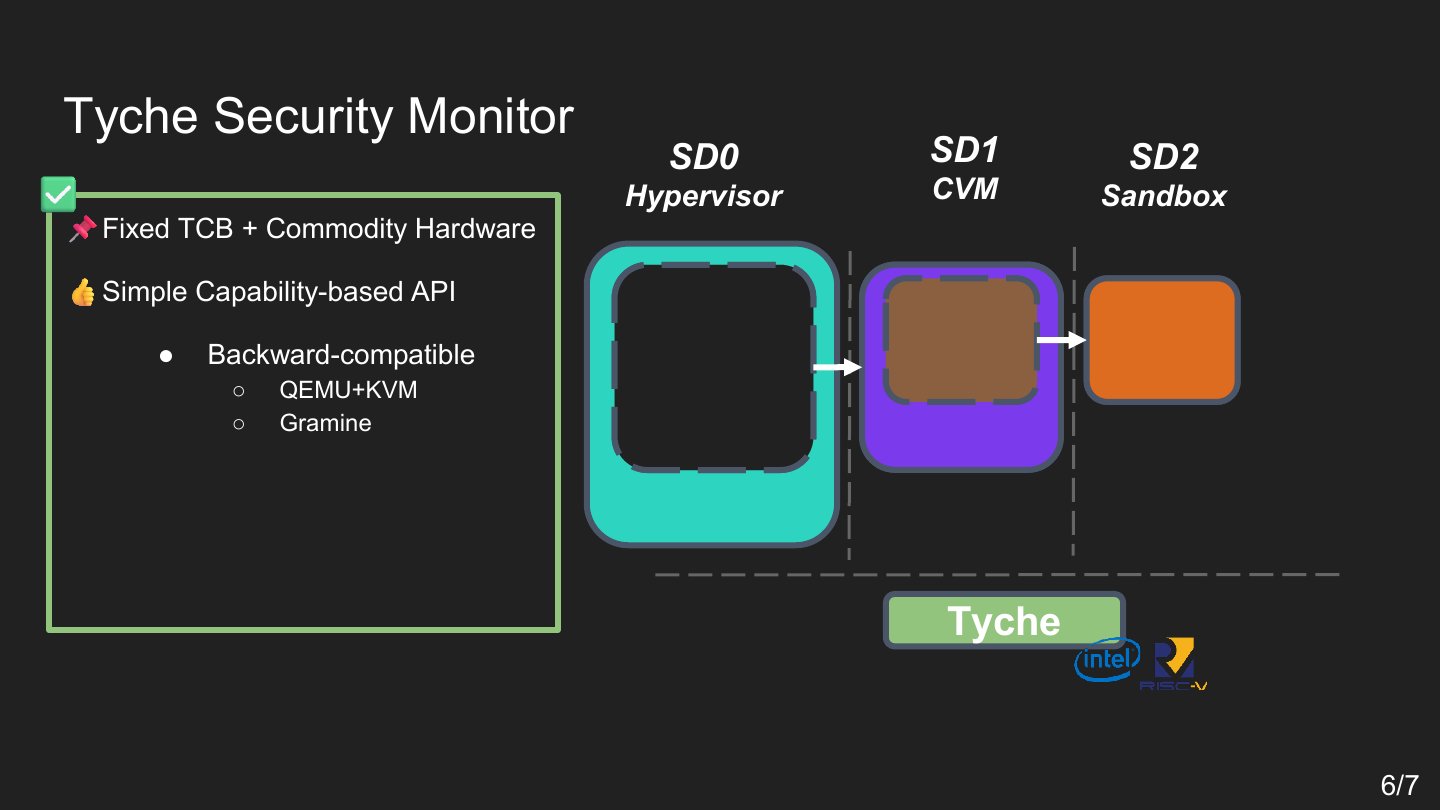 Tyche Security Monitor
Fixed TCB + Commodity Hardware
Simple Capability-based API
● Backward-compatible
○ QEMU+KVM
○ Gramine
SD0
Hypervisor
SD1
CVM
SD2
Sandbox
Tyche
intel
RISC-V
6/7